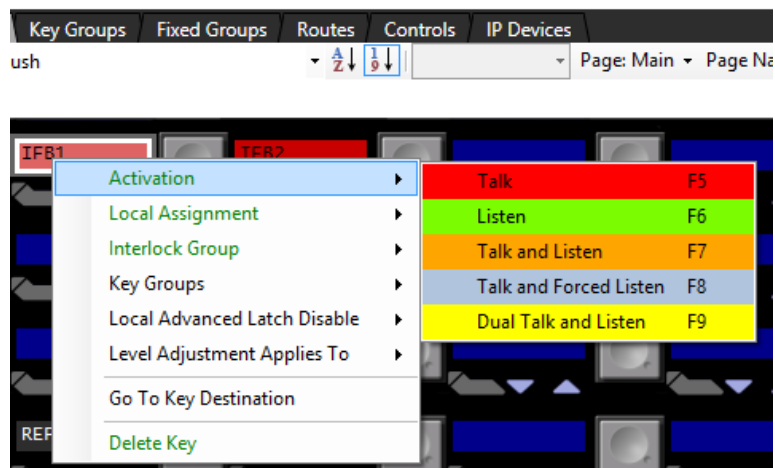 Key Groups Fixed Groups Routes Controls IP Devices
ush A Z 1 9 Page: Main Page Na
IFB1 IFB2
Activation Talk F5
Local Assignment Listen F6
Interlock Group Talk and Listen F7
Key Groups Talk and Forced Listen F8
Local Advanced Latch Disable Dual Talk and Listen F9
Level Adjustment Applies To
Go To Key Destination
REF
Delete Key